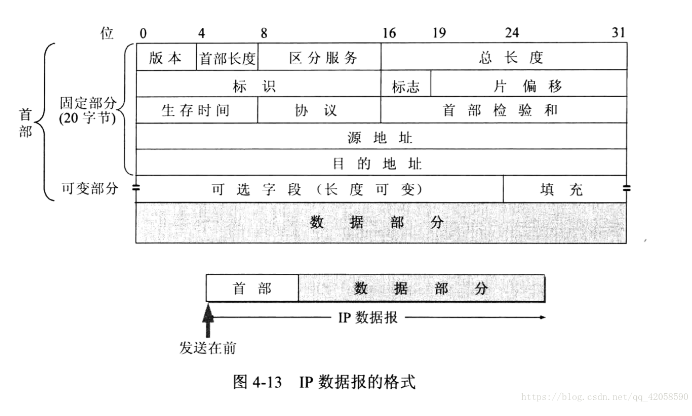 位 0 4 8 16 19 24 31
版本 首部长度 区分服务 总长度
标识 标志 片偏移
首部 固定部分 (20字节)
生存时间 协议 首部检验和
源地址
目的地址
可变部分 可选字段（长度可变） 填充
数据部分
首部 数据部分
IP 数据报
发送在前
图 4-13 IP 数据报的格式
https://blog.csdn.net/qq_42058590